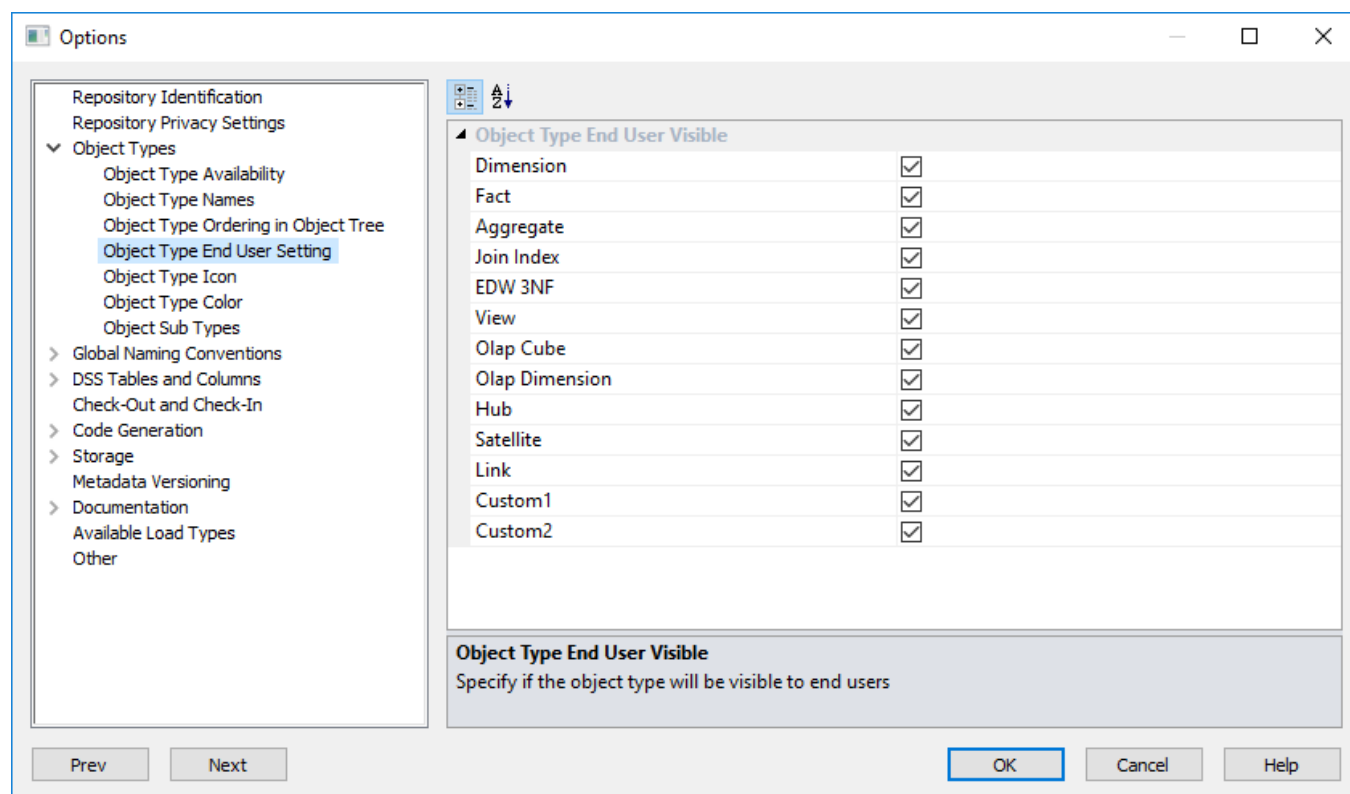 Options
Repository Identification
Repository Privacy Settings
Object Types
Object Type Availability
Object Type Names
Object Type Ordering in Object Tree
Object Type End User Setting
Object Type Icon
Object Type Color
Object Sub Types
Global Naming Conventions
DSS Tables and Columns
Check-Out and Check-In
Code Generation
Storage
Metadata Versioning
Documentation
Available Load Types
Other
Object Type End User Visible
Dimension
Fact
Aggregate
Join Index
EDW 3NF
View
Olap Cube
Olap Dimension
Hub
Satellite
Link
Custom1
Custom2
Object Type End User Visible
Specify if the object type will be visible to end users
Prev Next OK Cancel Help